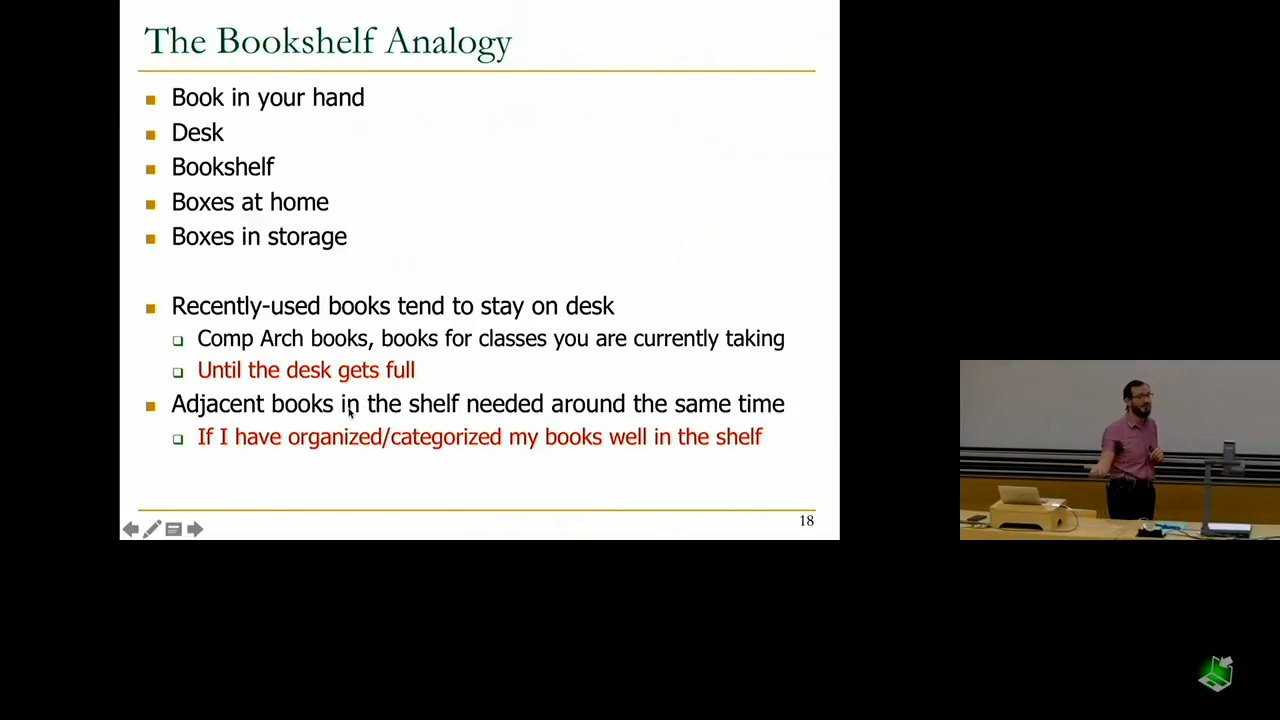 The Bookshelf Analogy
Book in your hand
Desk
Bookshelf
Boxes at home
Boxes in storage
Recently-used books tend to stay on desk
Comp Arch books, books for classes you are currently taking
Until the desk gets full
Adjacent books in the shelf needed around the same time
If I have organized/categorized my books well in the shelf
18